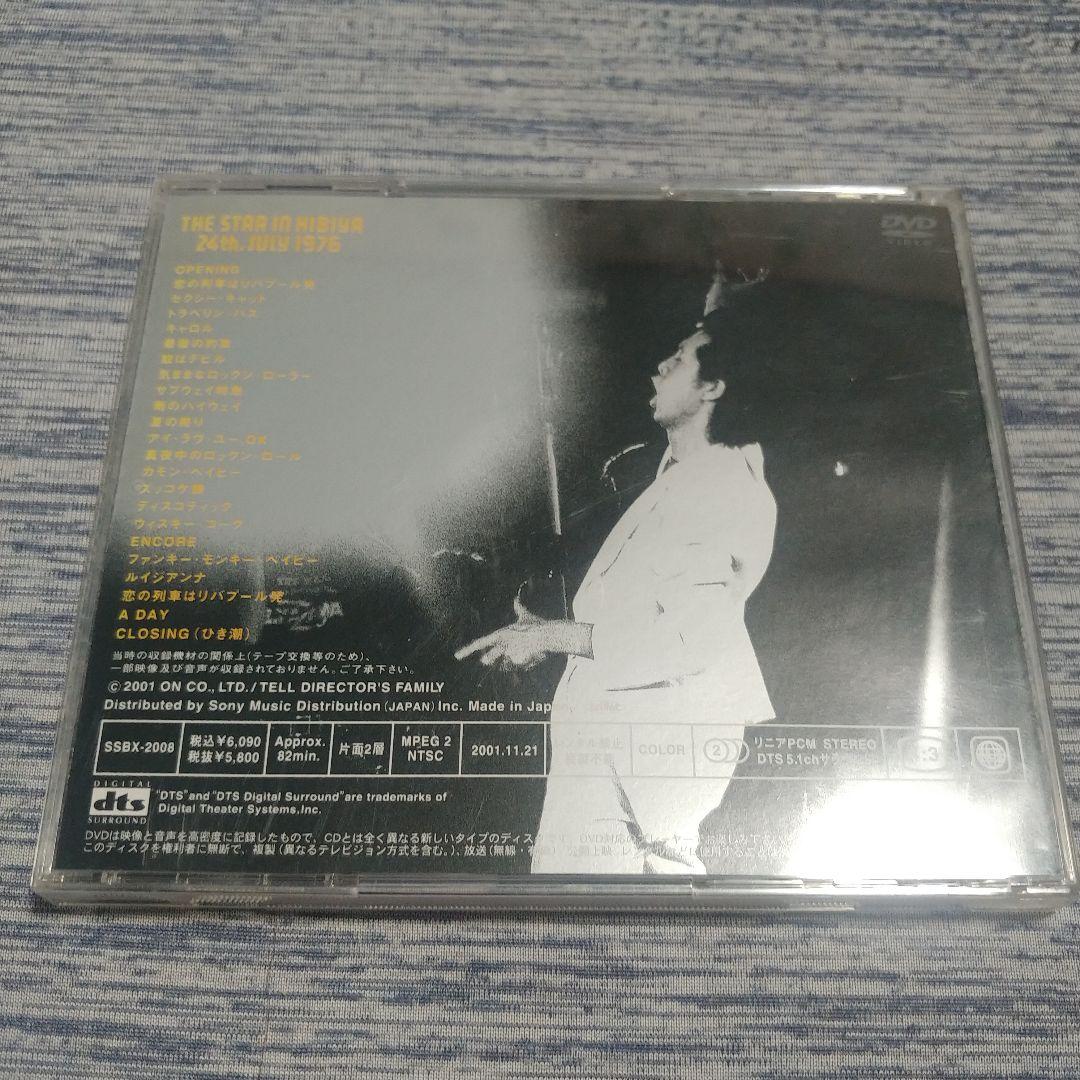 THE STAR IN HIBIYA
24th. JULY 1976
DVD
VIDEO
OPENING
恋の列車はリバプール発
セクシー・キャット
トラベリン・バス
キャロル
最後の約束
恋はデビル
気ままなロックン・ローラー
サブウェイ特急
雨のハイウェイ
夏の終り
アイ・ラヴ・ユー,OK
真夜中のロックン・ロール
カモン・ベイビー
ズッコケ娘
ディスコティック
ウィスキー・コーク
ENCORE
ファンキー・モンキー・ベイビー
ルイジアンナ
恋の列車はリバプール発
A DAY
CLOSING(ひき潮)
当時の収録機材の関係上(テープ交換等のため)、
一部映像及び音声が収録されておりません。ご了承下さい。
©2001 ON CO., LTD./TELL DIRECTOR'S FAMILY
Distributed by Sony Music Distribution (JAPAN) Inc. Made in Jap
SSBX-2008
税込¥6,090
税抜¥5,800
Approx.
82min.
片面2層
MPEG 2
NTSC
2001.11.21
COLOR
2
リニアPCM STEREO
DTS 5.1ch
:3
DIGITAL
dts
SURROUND
"DTS" and "DTS Digital Surround" are trademarks of
Digital Theater Systems, Inc.
DVDは映像と音声を高密度に記録したもので、CDとは全く異なる新しいタイプのディスクです。
このディスクを権利者に無断で、複製(異なるテレビジョン方式を含む。)、放送(無線・